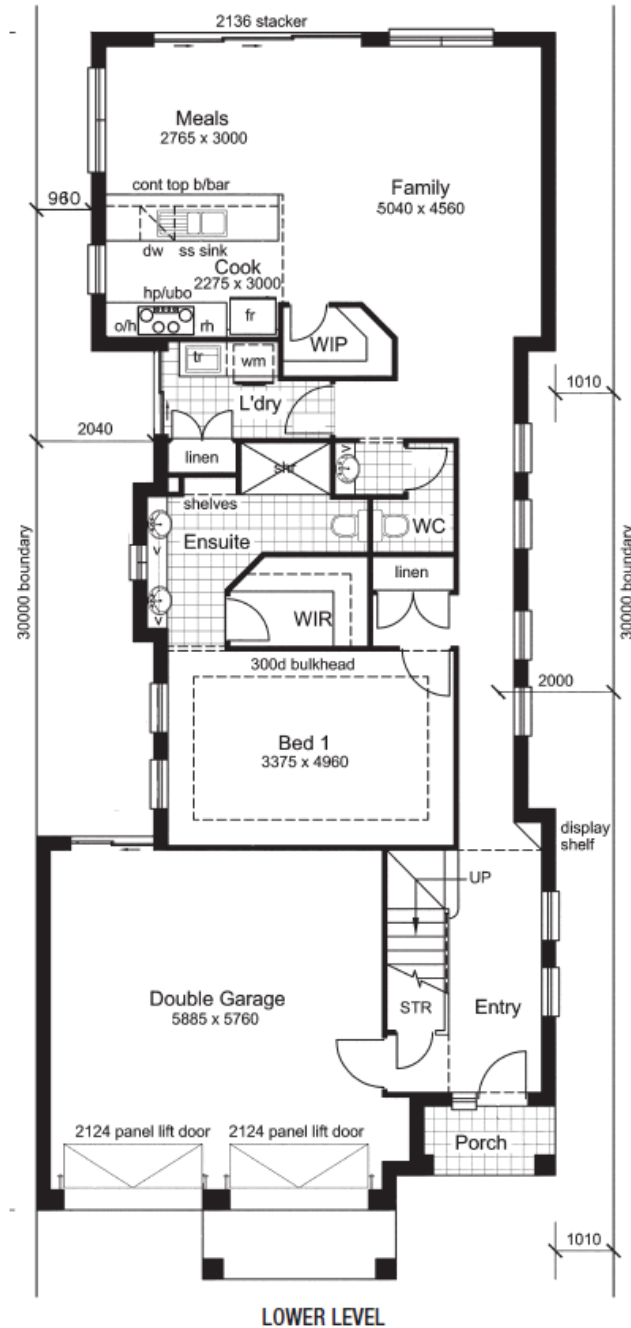 2136 stacker
Meals
2765 x 3000
Family
5040 x 4560
960
cont top b/bar
dw
ss sink
Cook
2275 x 3000
hp/ubo
o/h
rh
fr
WIP
tr
wm
L'dry
1010
2040
linen
shr
shelves
WC
Ensuite
linen
WIR
30000 boundary
30000 boundary
300d bulkhead
2000
Bed 1
3375 x 4960
display
shelf
UP
Double Garage
5885 x 5760
STR
Entry
2124 panel lift door
2124 panel lift door
Porch
1010
LOWER LEVEL